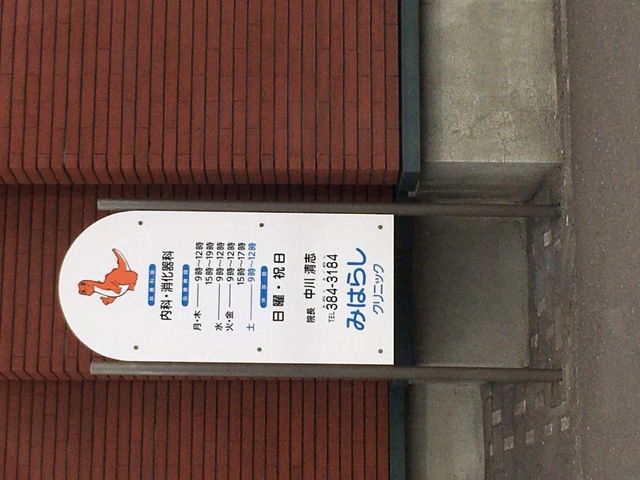 診療科目
内科・消化器科
診療時間
月・木 9時~12時
15時~19時
水 9時~12時
火・金 9時~12時
15時~17時
土 9時~12時
休診日
日曜・祝日
院長 中川 清志
TEL 384-3184
みはらし
クリニック